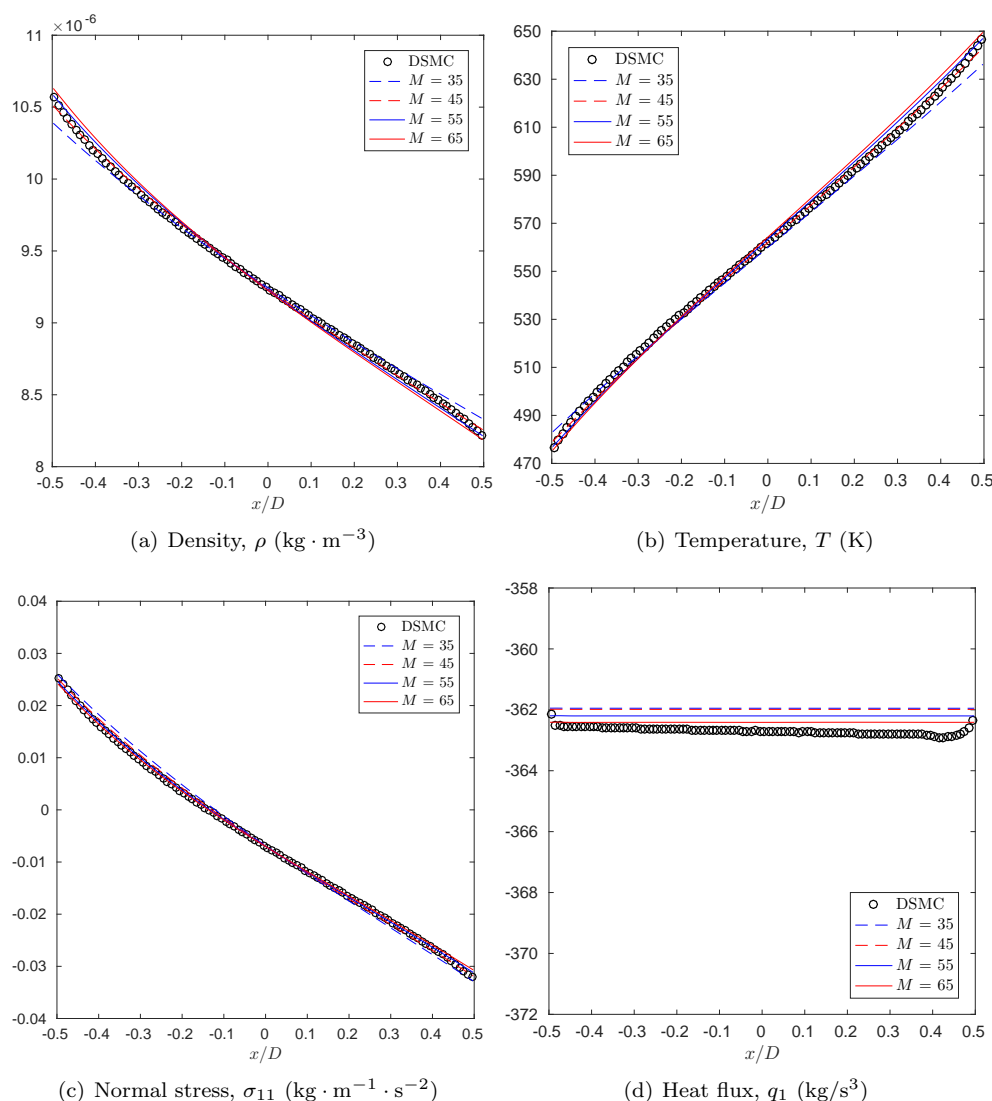 ×10⁻⁶
11
10.5
10
9.5
9
8.5
8
-0.5 -0.4 -0.3 -0.2 -0.1 0 0.1 0.2 0.3 0.4 0.5
x/D
DSMC
M = 35
M = 45
M = 55
M = 65
(a) Density, ρ (kg · m⁻³)
650
630
610
590
570
550
530
510
490
470
-0.5 -0.4 -0.3 -0.2 -0.1 0 0.1 0.2 0.3 0.4 0.5
x/D
DSMC
M = 35
M = 45
M = 55
M = 65
(b) Temperature, T (K)
0.04
0.03
0.02
0.01
0
-0.01
-0.02
-0.03
-0.04
-0.5 -0.4 -0.3 -0.2 -0.1 0 0.1 0.2 0.3 0.4 0.5
x/D
DSMC
M = 35
M = 45
M = 55
M = 65
(c) Normal stress, σ₁₁ (kg · m⁻¹ · s⁻²)
-358
-360
-362
-364
-366
-368
-370
-372
-0.5 -0.4 -0.3 -0.2 -0.1 0 0.1 0.2 0.3 0.4 0.5
x/D
DSMC
M = 35
M = 45
M = 55
M = 65
(d) Heat flux, q₁ (kg/s³)